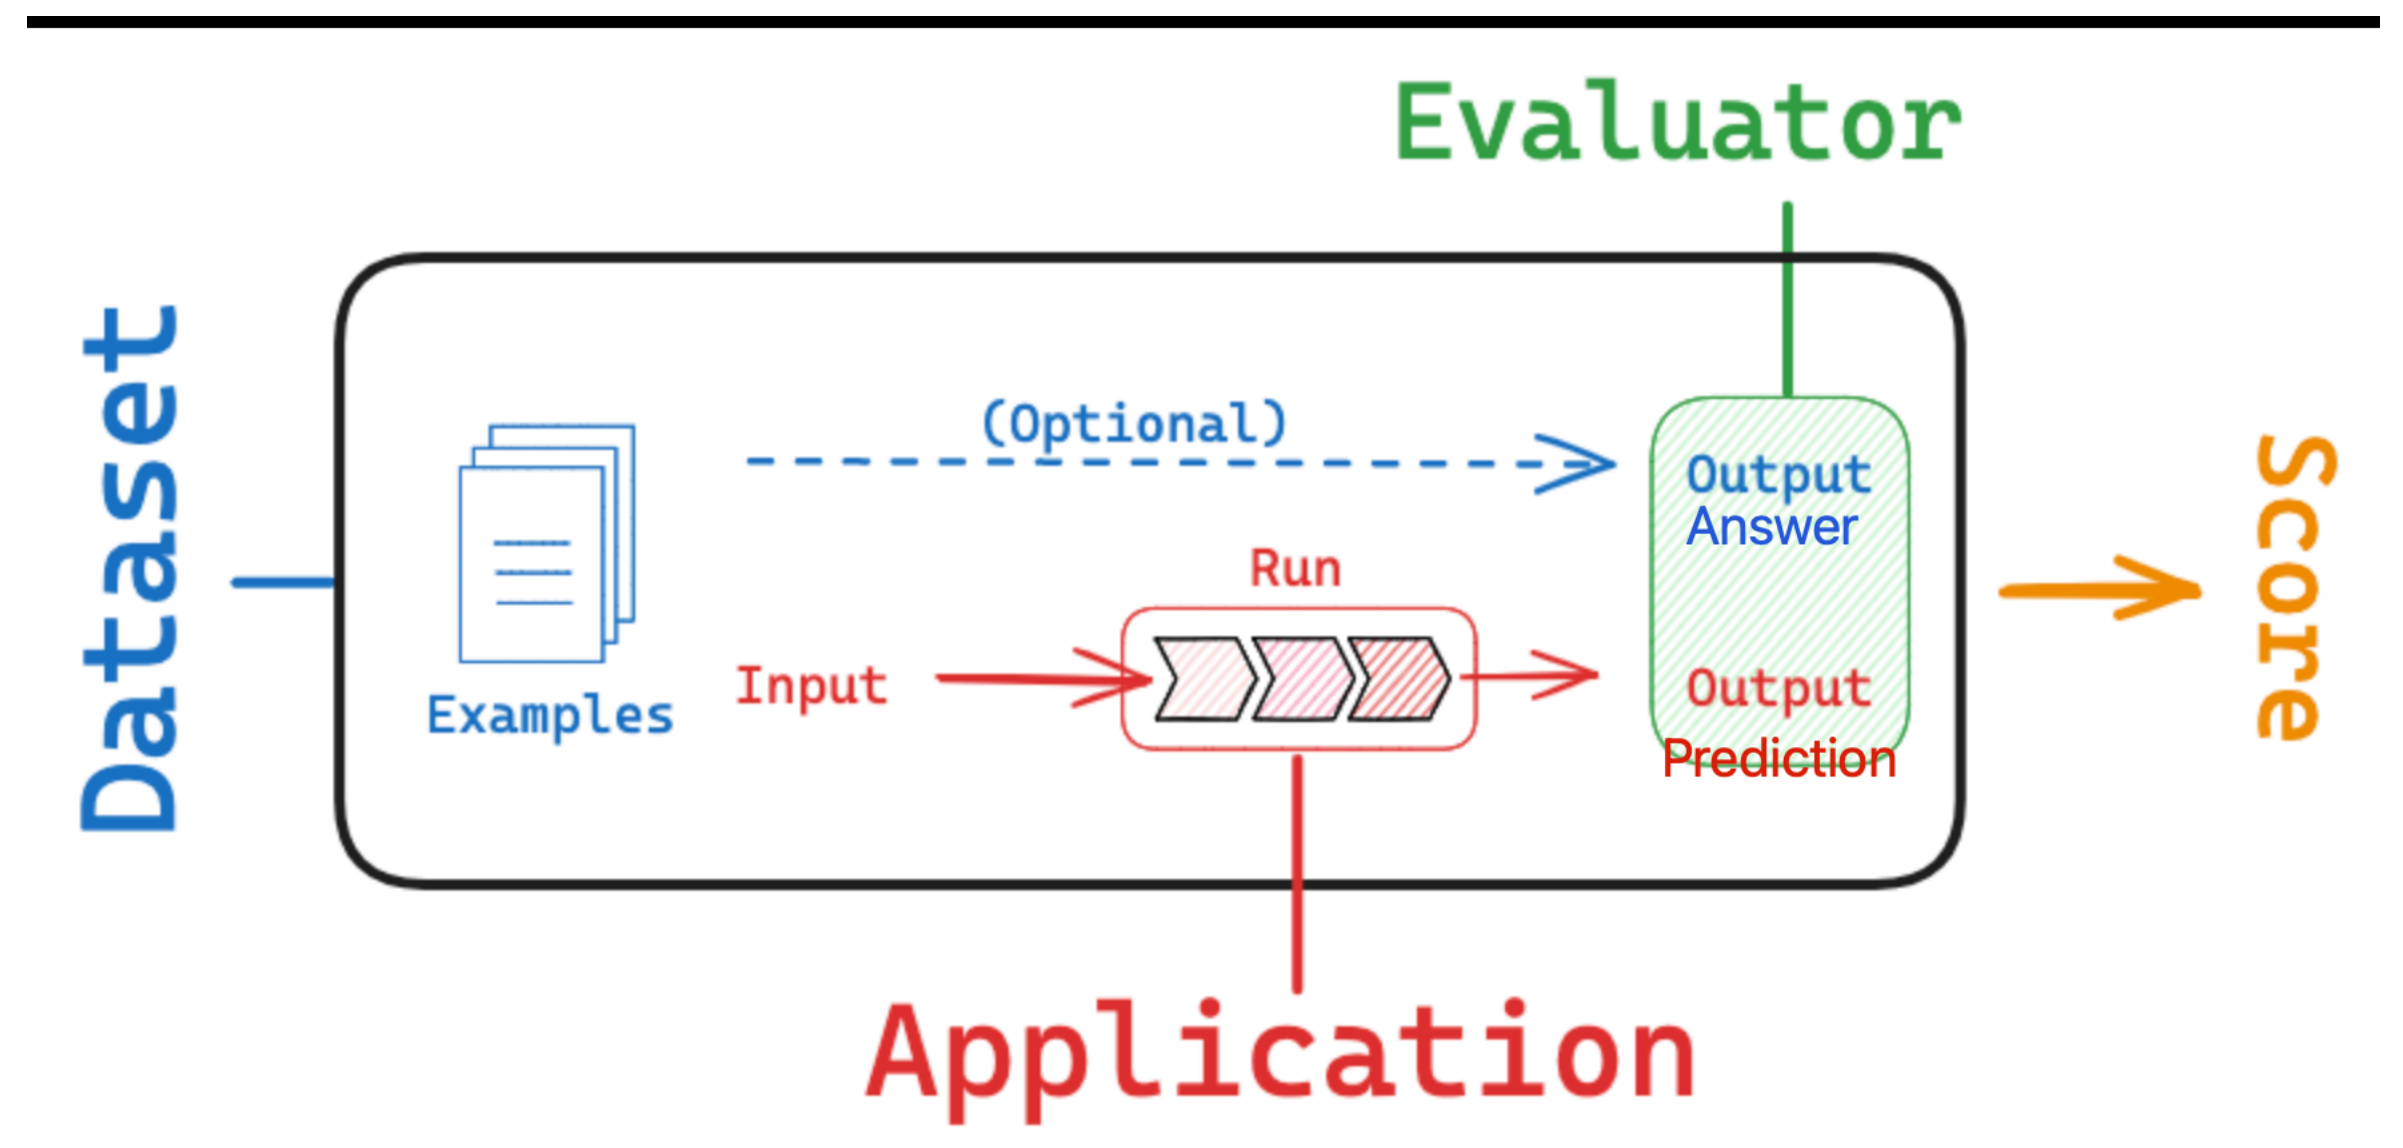 Evaluator
Dataset
(Optional)
Output
Answer
Run
Input
Output
Examples
Prediction
Score
Application